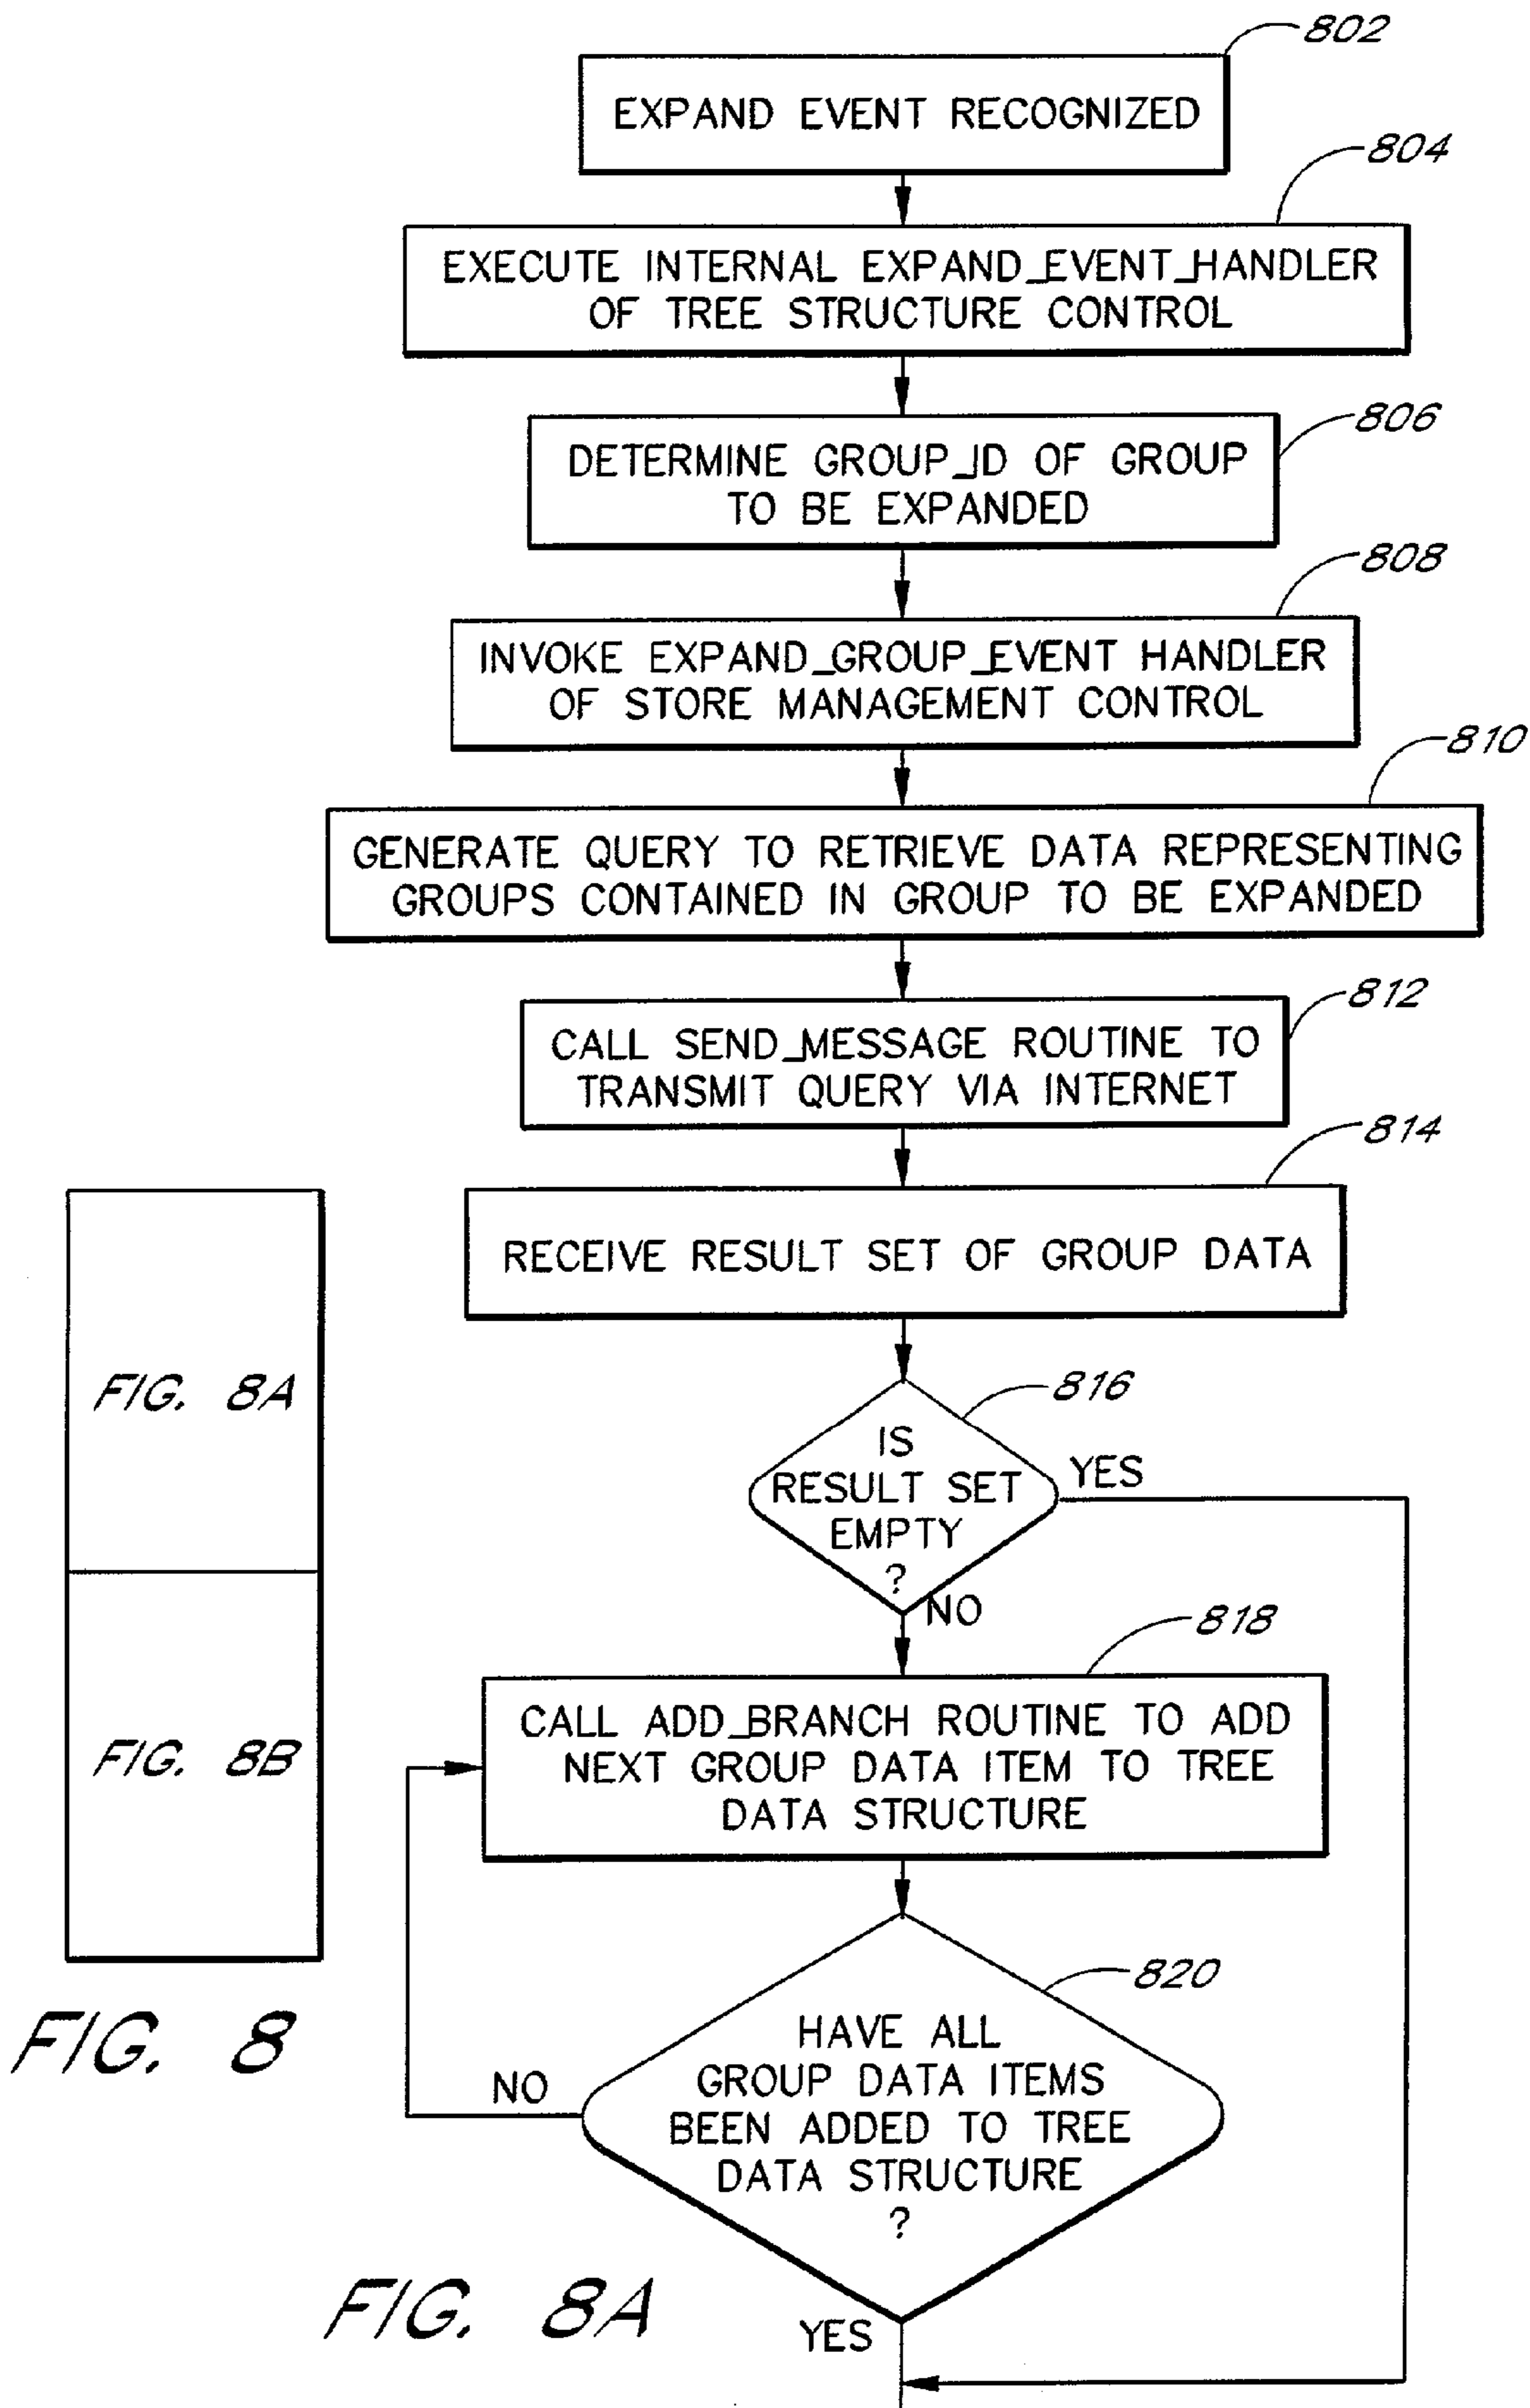 802
EXPAND EVENT RECOGNIZED
804
EXECUTE INTERNAL EXPAND_EVENT_HANDLER
OF TREE STRUCTURE CONTROL
806
DETERMINE GROUP_ID OF GROUP
TO BE EXPANDED
808
INVOKE EXPAND_GROUP_EVENT HANDLER
OF STORE MANAGEMENT CONTROL
810
GENERATE QUERY TO RETRIEVE DATA REPRESENTING
GROUPS CONTAINED IN GROUP TO BE EXPANDED
812
CALL SEND_MESSAGE ROUTINE TO
TRANSMIT QUERY VIA INTERNET
814
RECEIVE RESULT SET OF GROUP DATA
816
IS
RESULT SET
EMPTY
?
YES
NO
818
CALL ADD_BRANCH ROUTINE TO ADD
NEXT GROUP DATA ITEM TO TREE
DATA STRUCTURE
820
HAVE ALL
GROUP DATA ITEMS
BEEN ADDED TO TREE
DATA STRUCTURE
?
NO
YES
FIG. 8A
FIG. 8B
FIG. 8
FIG. 8A